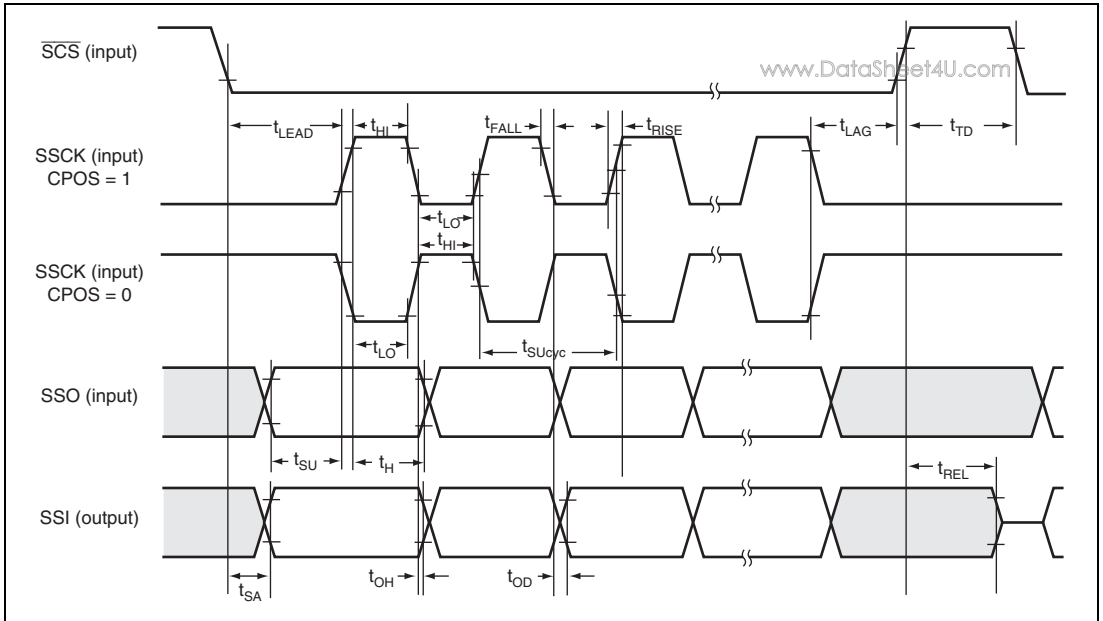 SCS (input)
www.DataSheet4U.com
tLEAD
tHI
tFALL
tRISE
tLAG
tTD
SSCK (input)
CPOS = 1
tLO
tHI
SSCK (input)
CPOS = 0
tLO
tSUcyc
SSO (input)
tSU
tH
tREL
SSI (output)
tSA
tOH
tOD